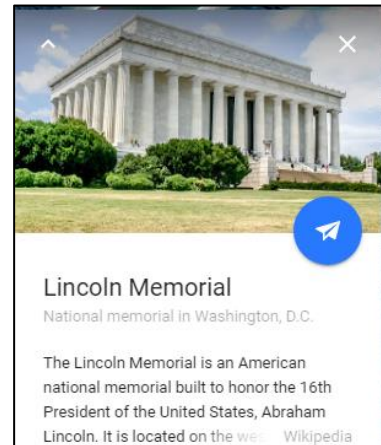 Lincoln Memorial
National memorial in Washington, D.C.
The Lincoln Memorial is an American
national memorial built to honor the 16th
President of the United States, Abraham
Lincoln. It is located on the Wikipedia